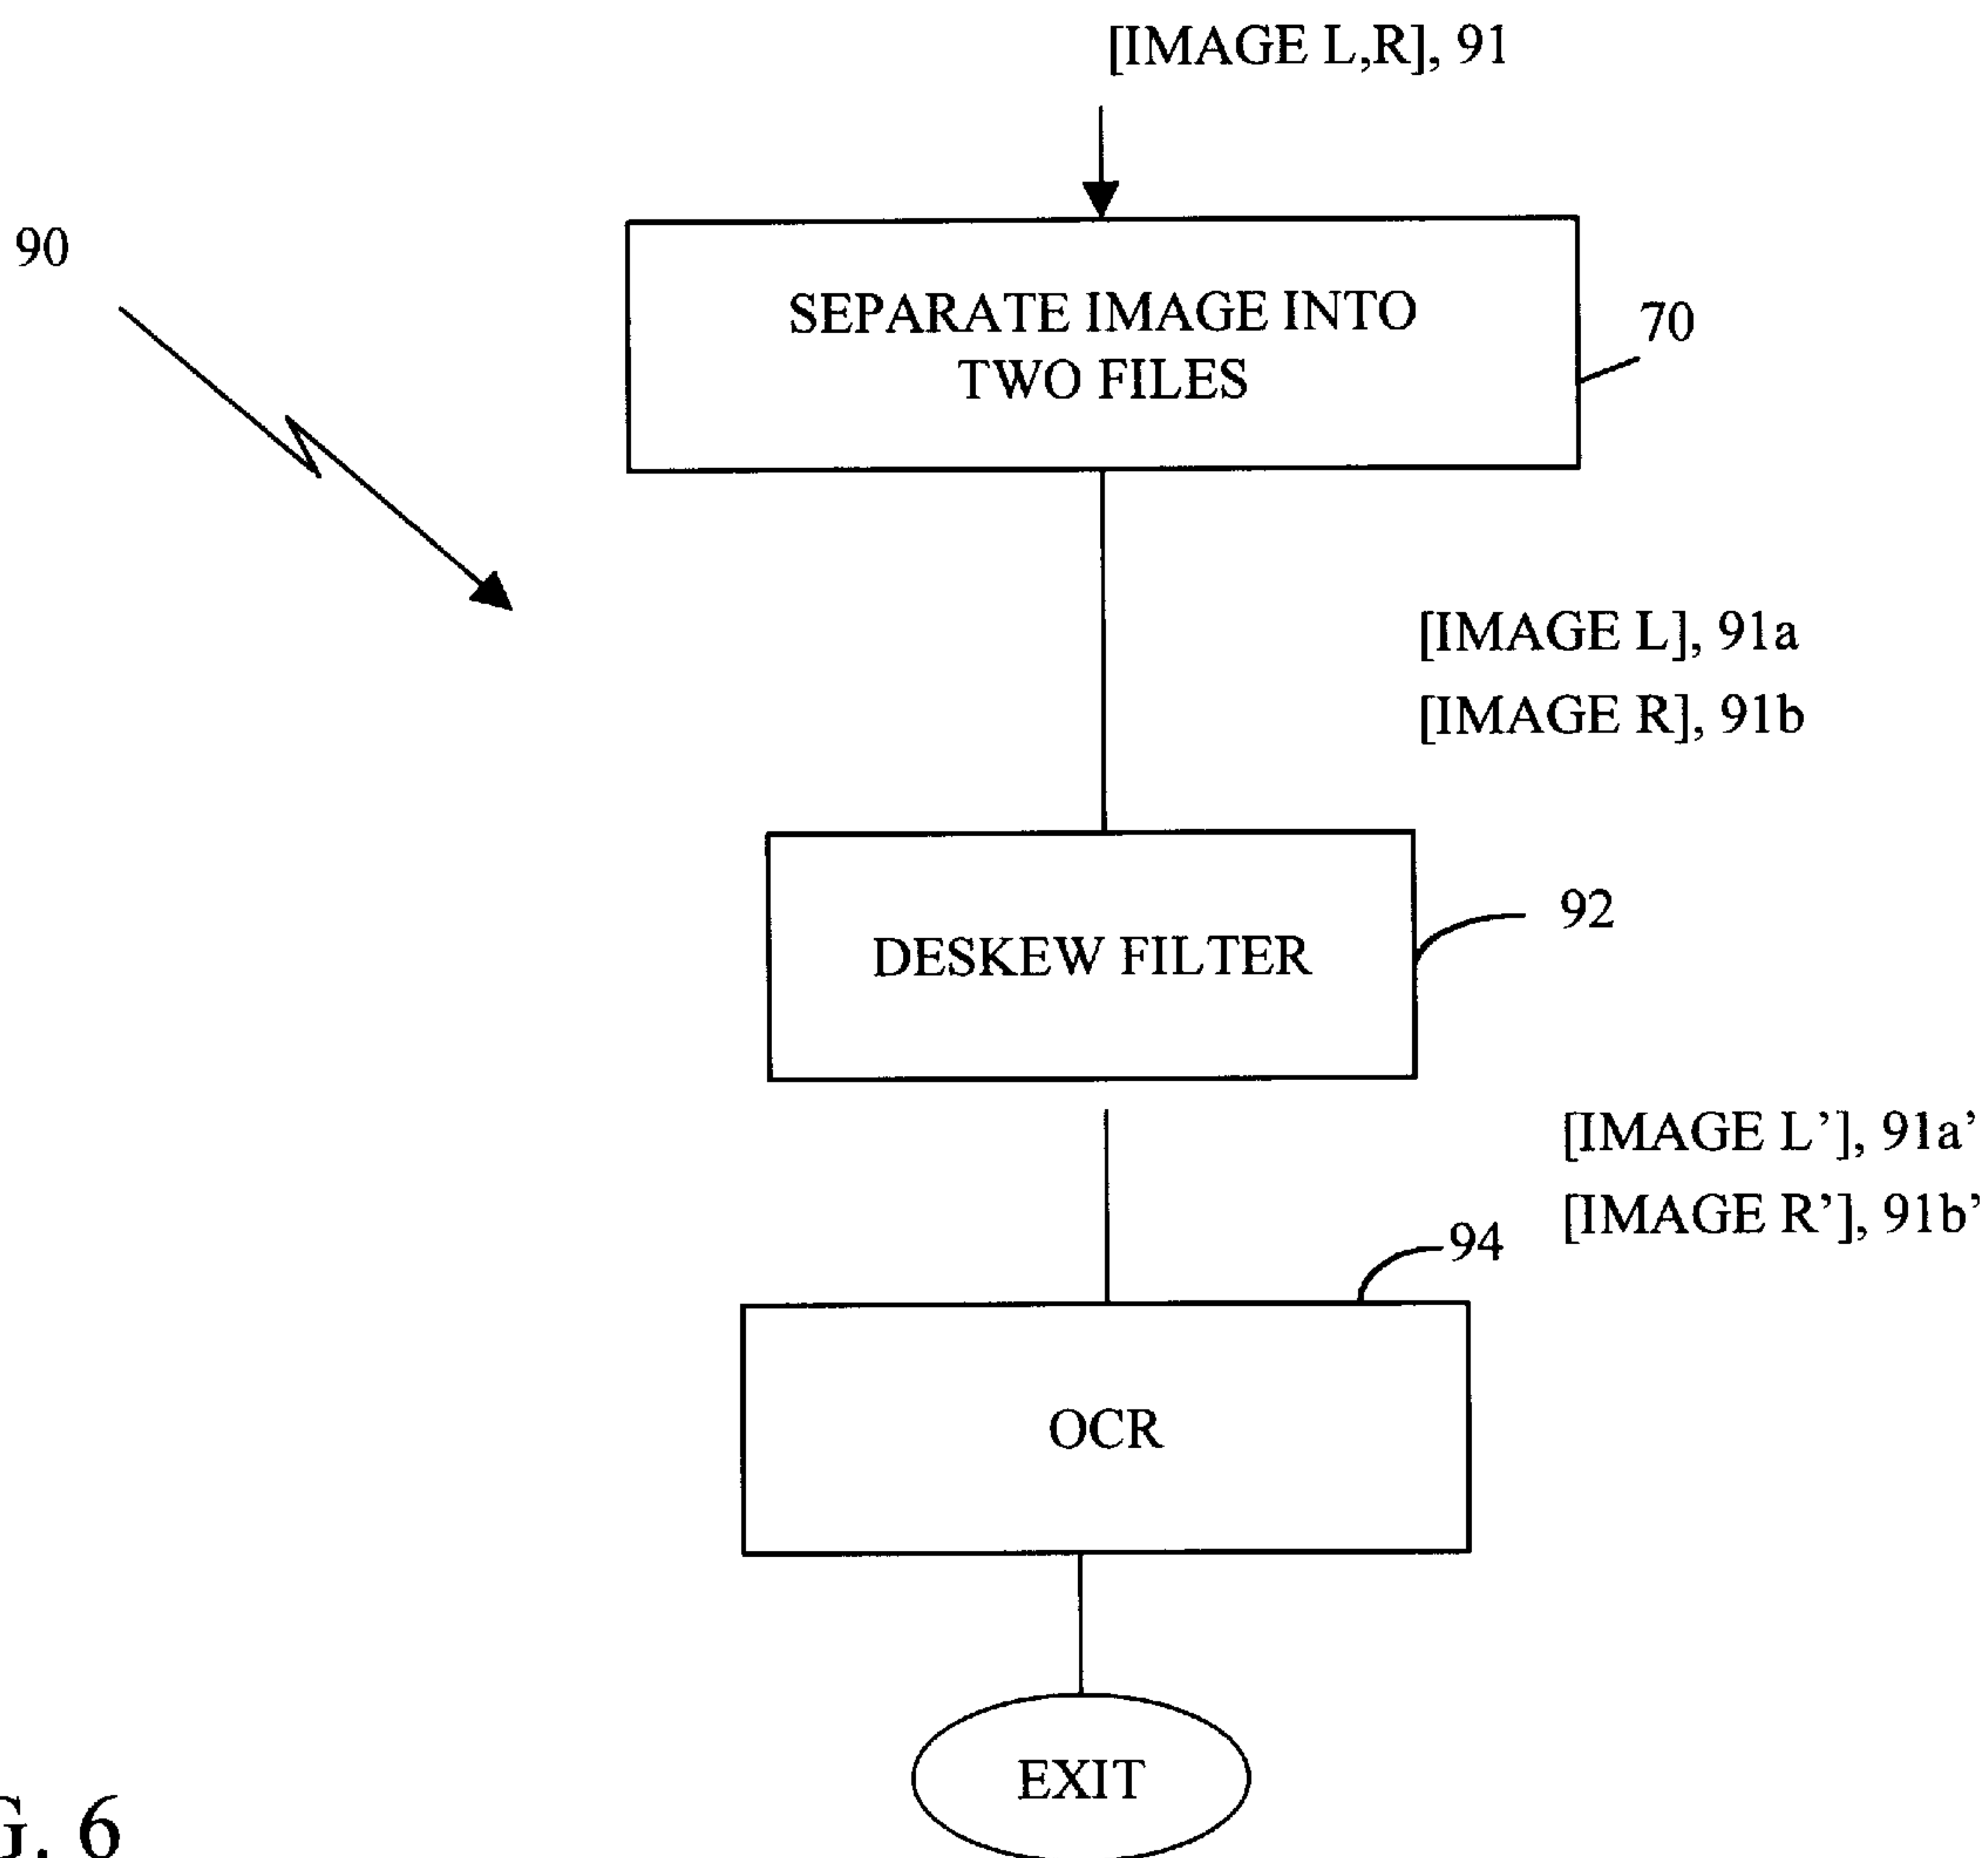 [IMAGE L,R], 91
90
SEPARATE IMAGE INTO
TWO FILES
70
[IMAGE L], 91a
[IMAGE R], 91b
DESKEW FILTER
92
[IMAGE L’], 91a’
[IMAGE R’], 91b’
94
OCR
EXIT
G. 6